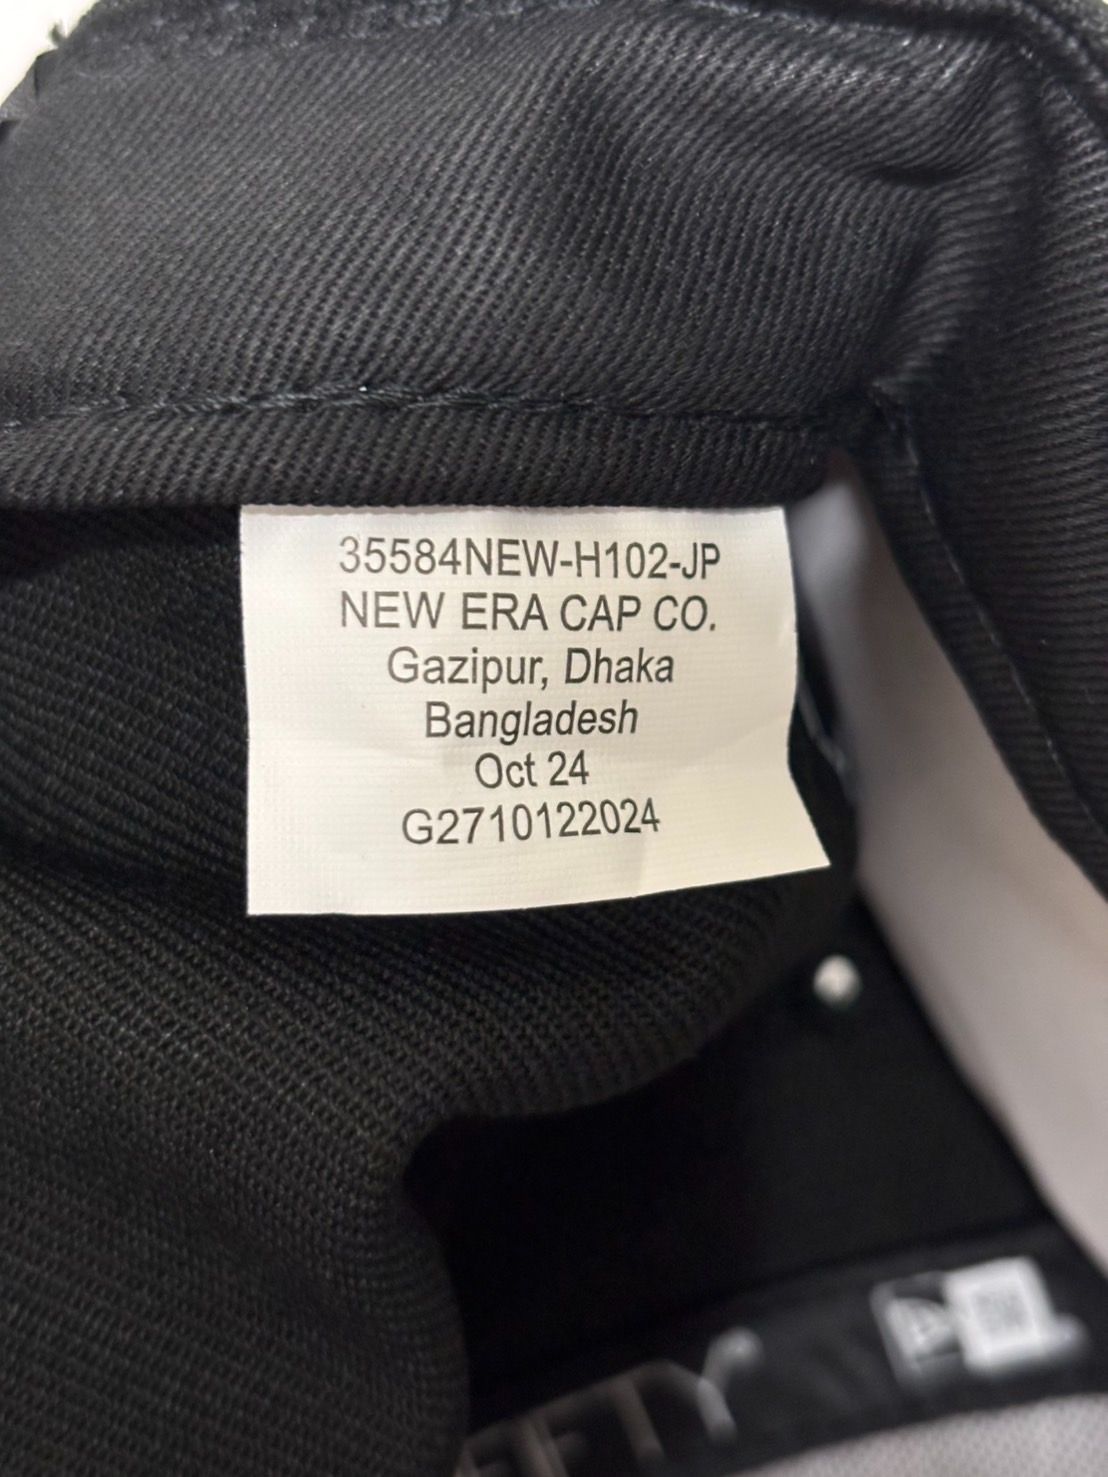 35584NEW-H102-JP
NEW ERA CAP CO.
Gazipur, Dhaka
Bangladesh
Oct 24
G2710122024